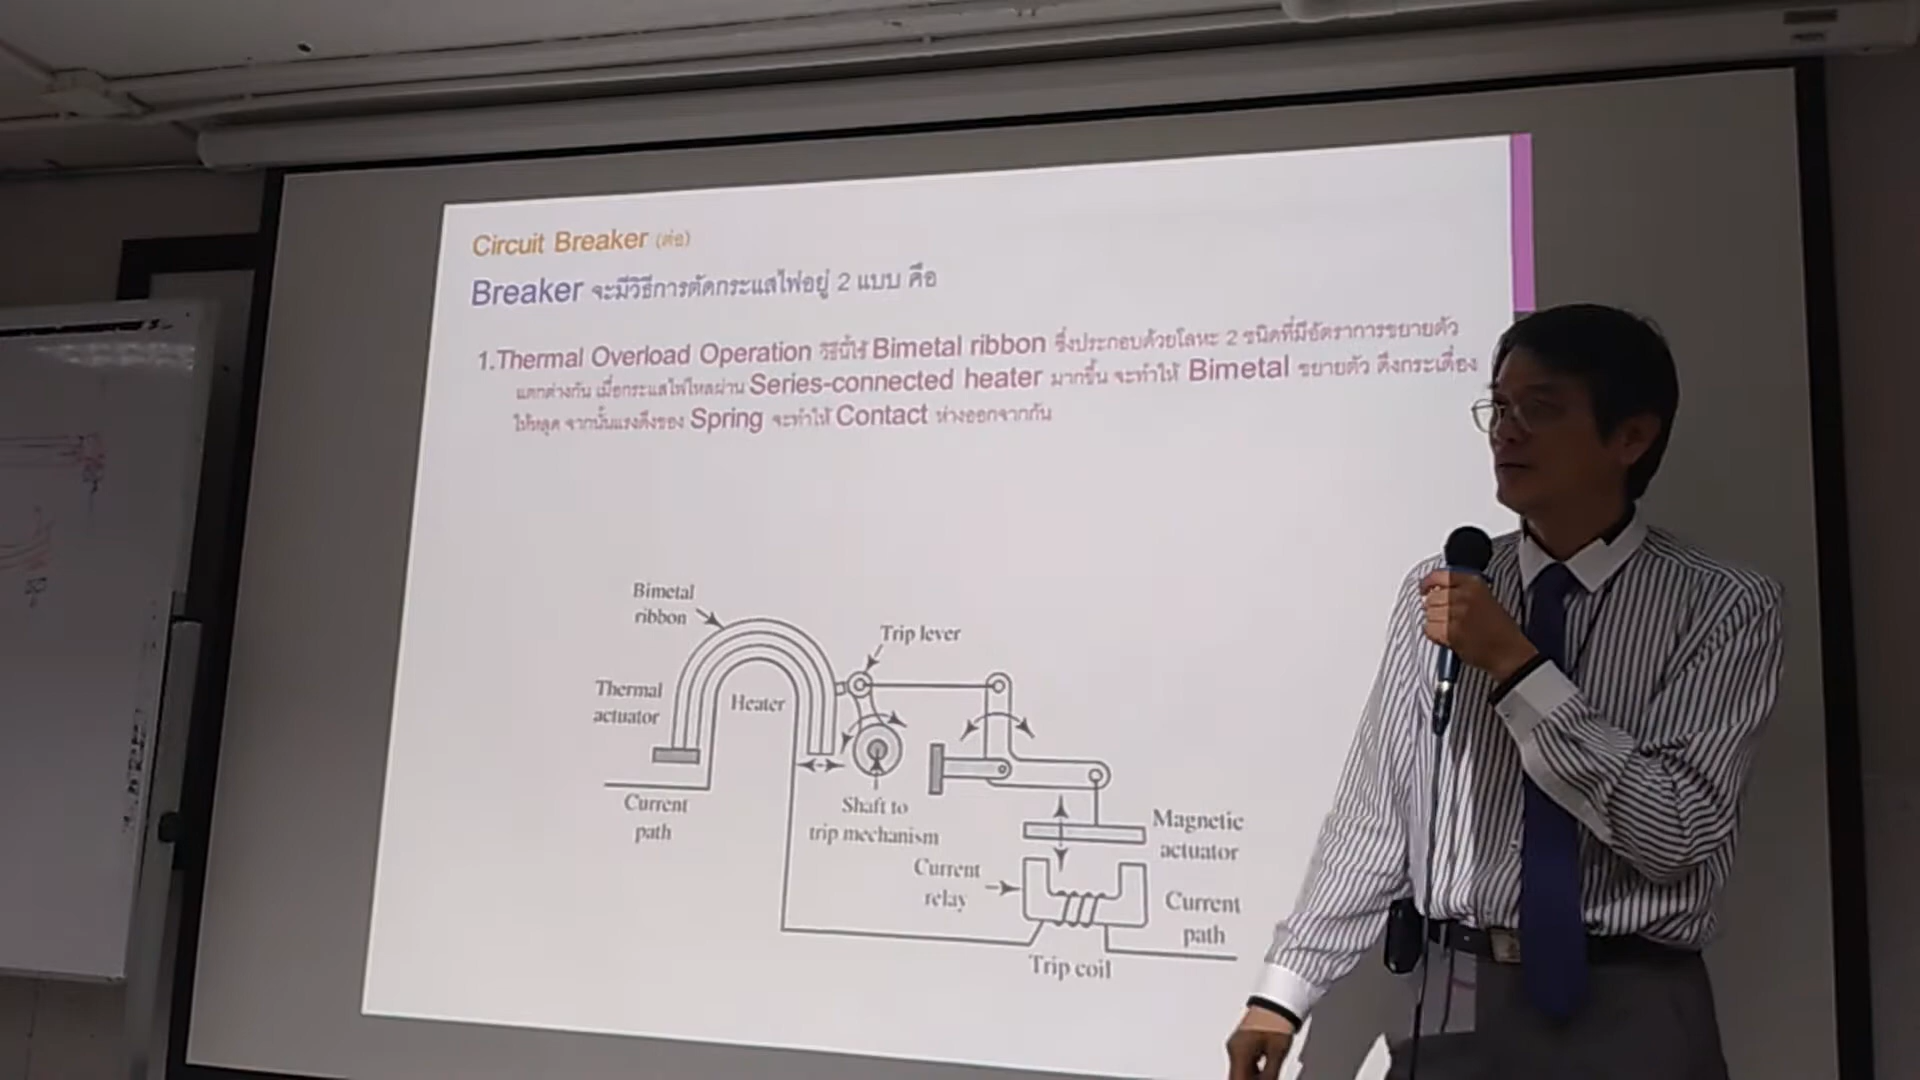 Circuit Breaker (ต่อ)
Breaker จะมีวิธีการตัดกระแสไฟอยู่ 2 แบบ คือ
1.Thermal Overload Operation วิธีนี้ใช้ Bimetal ribbon ซึ่งประกอบด้วยโลหะ 2 ชนิดที่มีอัตราการขยายตัว
แตกต่างกัน เมื่อกระแสไฟไหลผ่าน Series-connected heater มากขึ้น จะทำให้ Bimetal ขยายตัว ดึงกระเดื่อง
ให้หลุด จากนั้นแรงดึงของ Spring จะทำให้ Contact ห่างออกจากกัน
Bimetal
ribbon
Trip lever
Thermal
actuator
Heater
Current
path
Shaft to
trip mechanism
Magnetic
actuator
Current
relay
Current
path
Trip coil